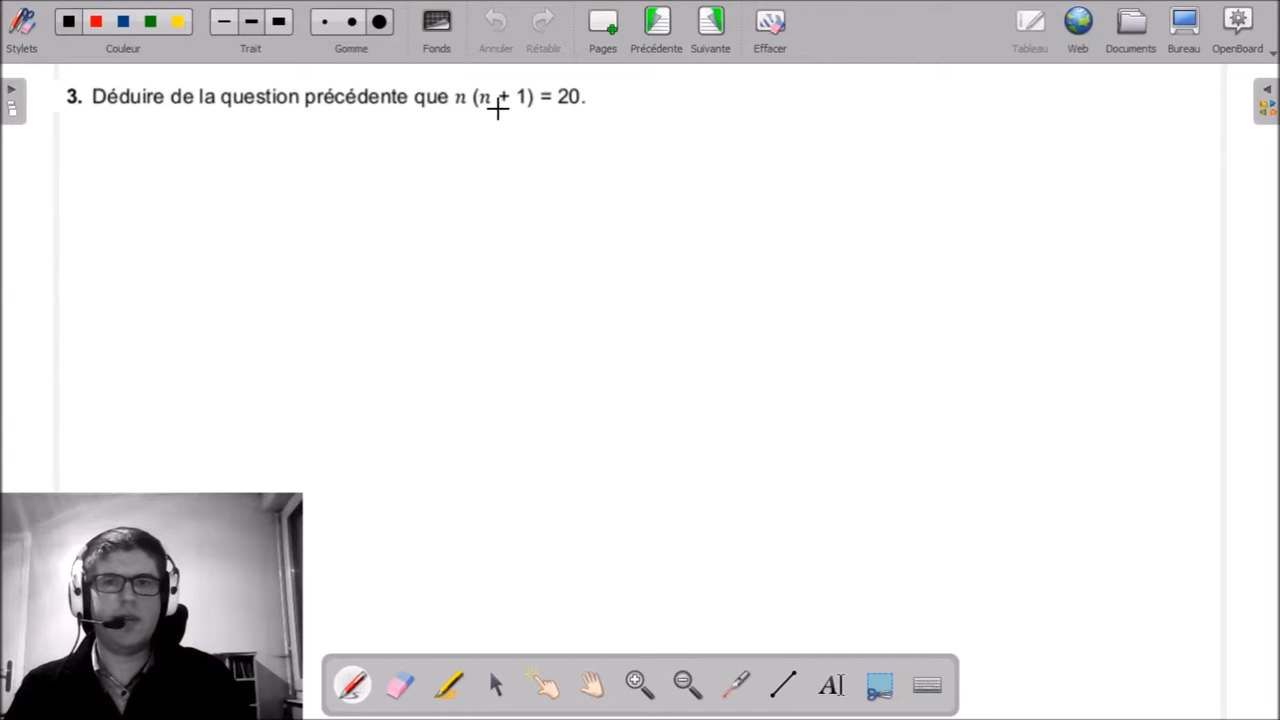 Stylets
Couleur
Trait
Gomme
Fonds
Annuler
Rétablir
Pages
Précédente
Suivante
Effacer
Tableau
Web
Documents
Bureau
OpenBoard
3. Déduire de la question précédente que n (n + 1) = 20.
AI